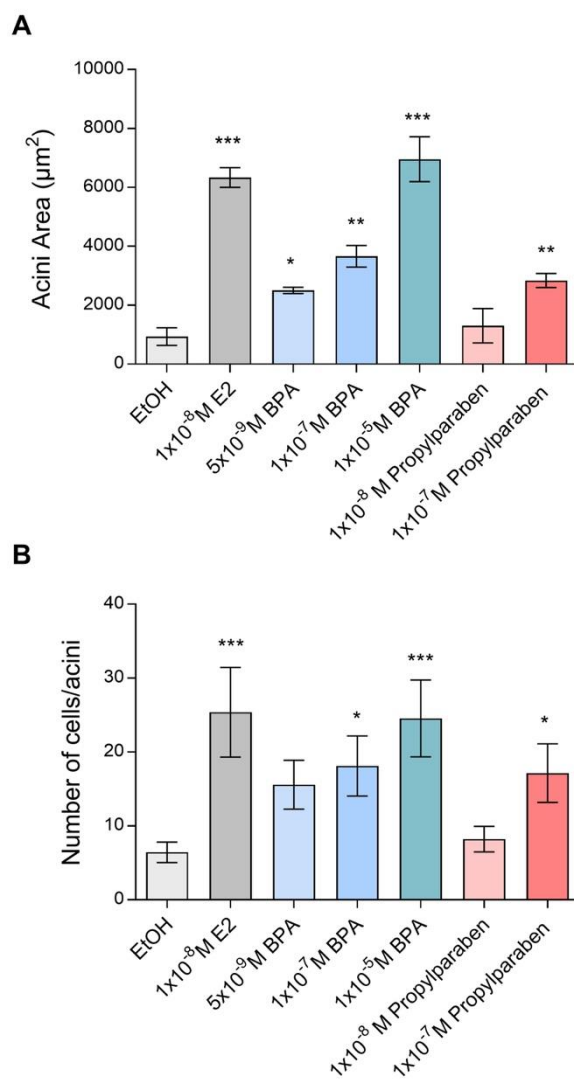 A
Acini Area (µm²)
10000
8000
6000
4000
2000
0
***
*
**
***
**
EtOH
1x10⁻⁸M E2
5x10⁻⁹M BPA
1x10⁻⁷M BPA
1x10⁻⁵M BPA
1x10⁻⁸ M Propylparaben
1x10⁻⁷ M Propylparaben
B
Number of cells/acini
40
30
20
10
0
***
*
***
*
EtOH
1x10⁻⁸M E2
5x10⁻⁹M BPA
1x10⁻⁷M BPA
1x10⁻⁵M BPA
1x10⁻⁸ M Propylparaben
1x10⁻⁷ M Propylparaben